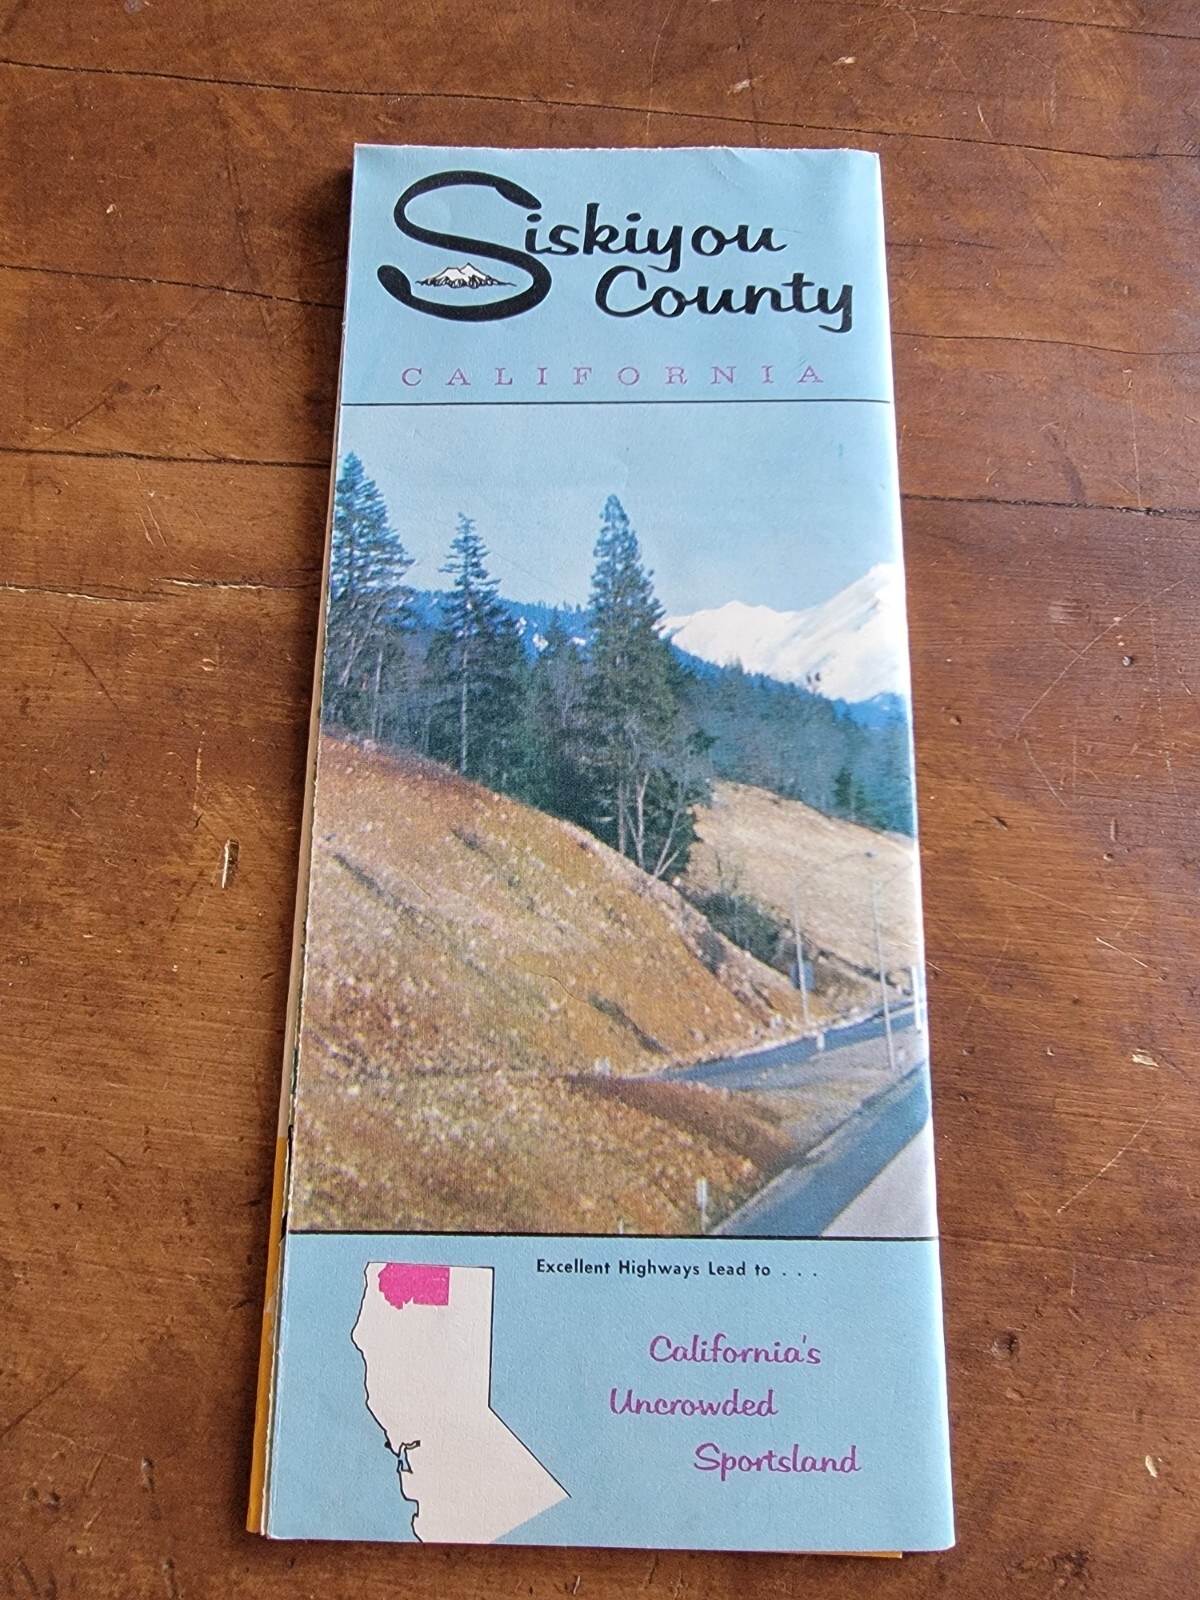 Siskiyou
County
CALIFORNIA
Excellent Highways Lead to . . .
California's
Uncrowded
Sportsland